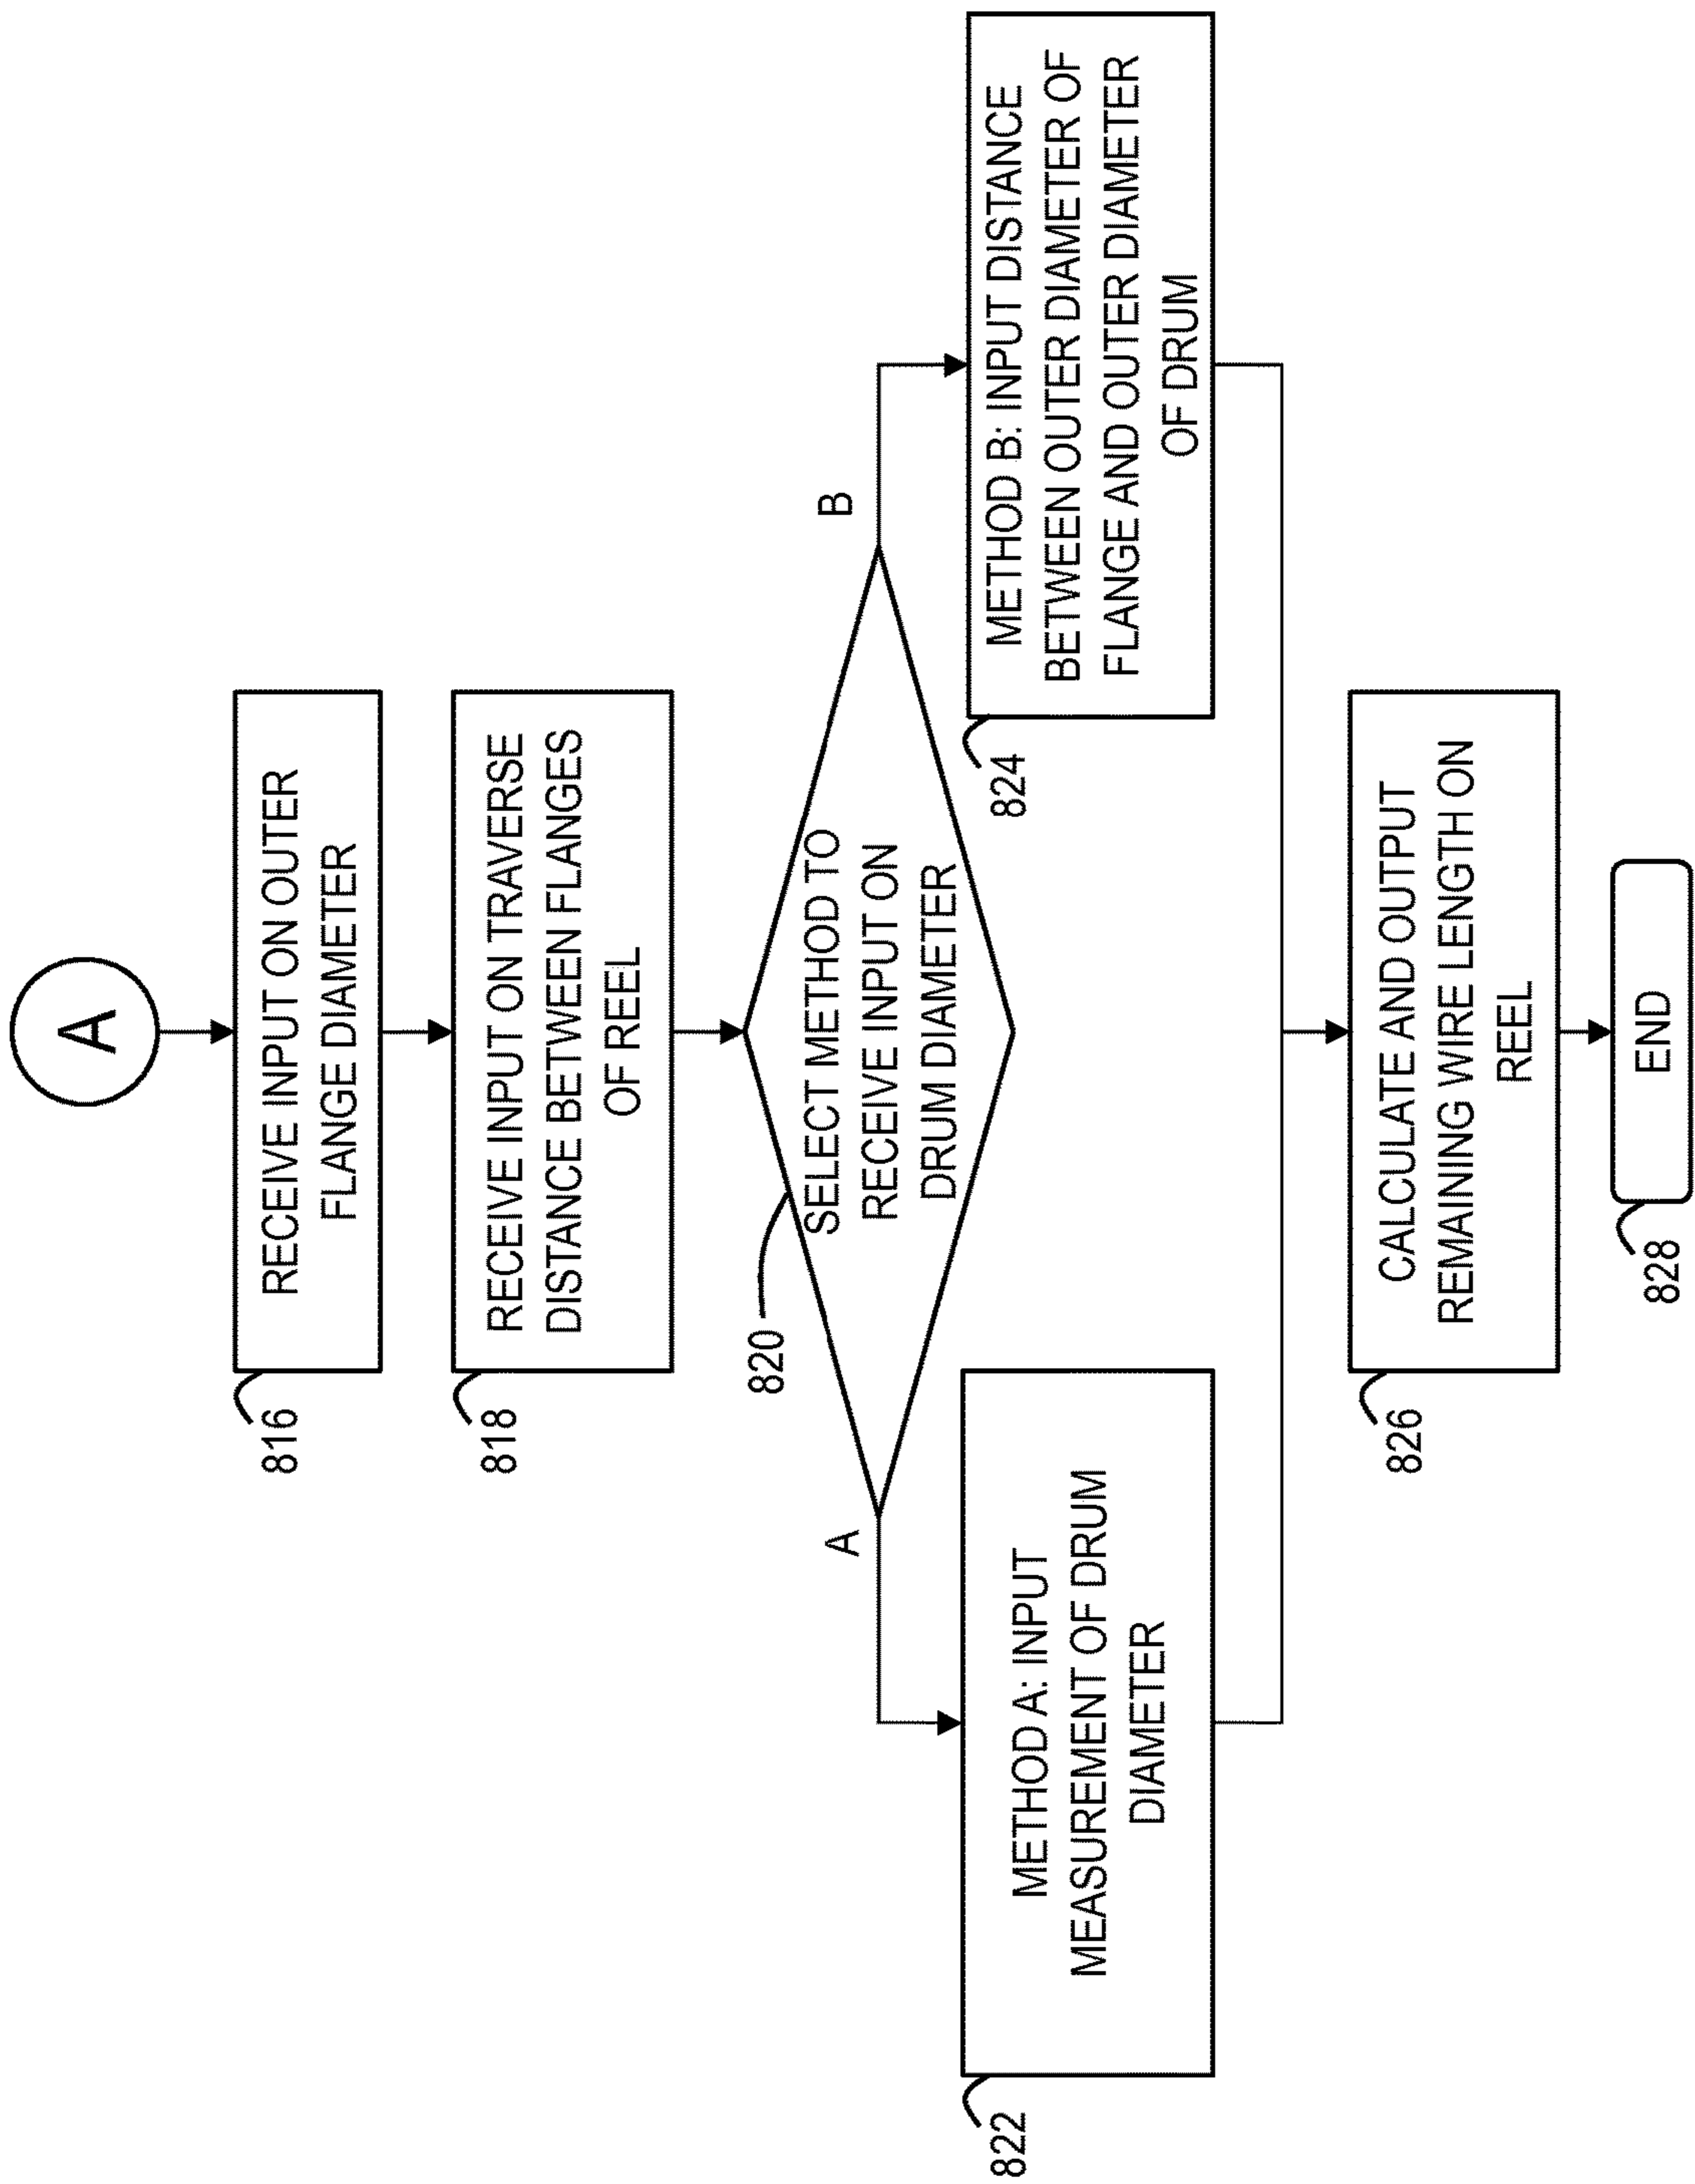 A
RECEIVE INPUT ON OUTER
FLANGE DIAMETER
816
RECEIVE INPUT ON TRAVERSE
DISTANCE BETWEEN FLANGES
OF REEL
818
SELECT METHOD TO
RECEIVE INPUT ON
DRUM DIAMETER
820
A
B
METHOD A: INPUT
MEASUREMENT OF DRUM
DIAMETER
822
METHOD B: INPUT DISTANCE
BETWEEN OUTER DIAMETER OF
FLANGE AND OUTER DIAMETER
OF DRUM
824
CALCULATE AND OUTPUT
REMAINING WIRE LENGTH ON
REEL
826
END
828